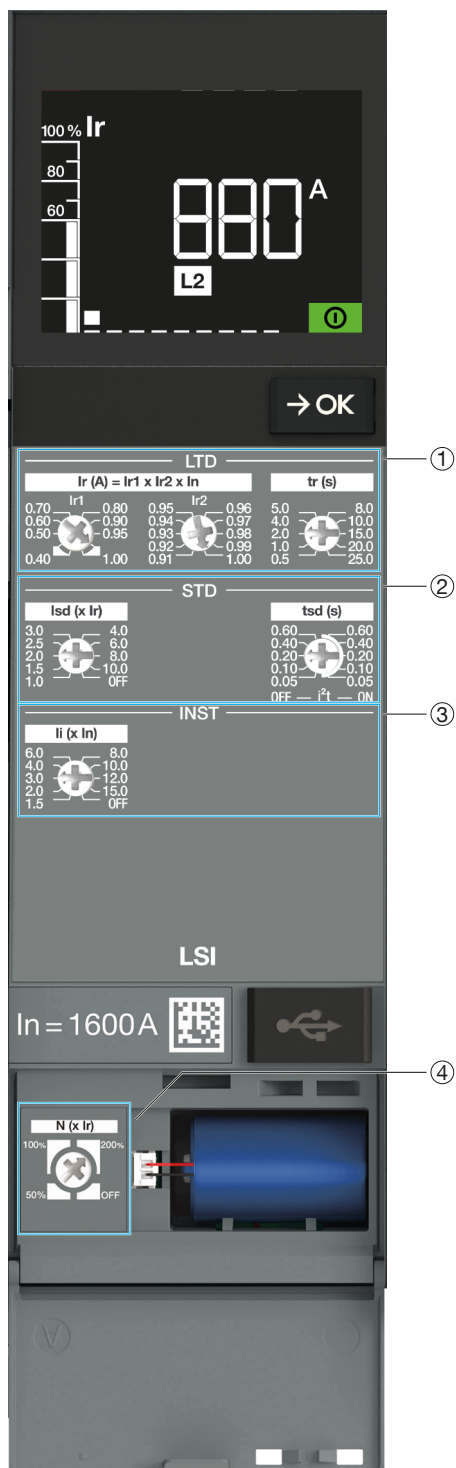 100 % Ir
80
60
880 A
L2
→OK
①
LTD
Ir (A) = Ir1 x Ir2 x In
tr (s)
Ir1
Ir2
0.70 0.80 0.95 0.96 5.0 8.0
0.60 0.90 0.94 0.97 4.0 10.0
0.50 0.95 0.93 0.98 2.0 15.0
0.92 0.99 1.0 20.0
0.40 1.00 0.91 1.00 0.5 25.0
②
STD
Isd (x Ir)
tsd (s)
3.0 4.0 0.60 0.60
2.5 6.0 0.40 0.40
2.0 8.0 0.20 0.20
1.5 10.0 0.10 0.10
1.0 OFF 0.05 0.05
OFF — i²t — ON
③
INST
Ii (x In)
6.0 8.0
4.0 10.0
3.0 12.0
2.0 15.0
1.5 OFF
LSI
In = 1600 A
④
N (x Ir)
100% 200%
50% OFF
V